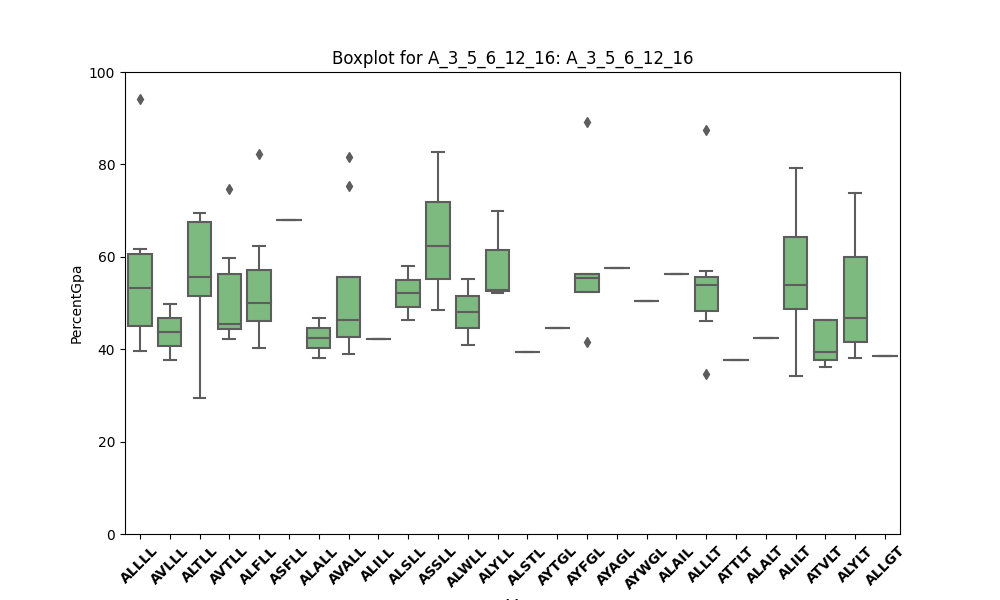 Boxplot for A_3_5_6_12_16: A_3_5_6_12_16
100
80
60
40
20
0
PercentGpa
ALLLL AVLLL ALTLL AVTLL ALFLL ASFLL ALALL AVALL ALILL ALSLL ASSLL ALWLL ALYLL ALSTL AYTGL AYFGL AYAGL AYWGL ALAIL ALLLT ATTLT ALALT ALILT ATVLT ALYLT ALLGT